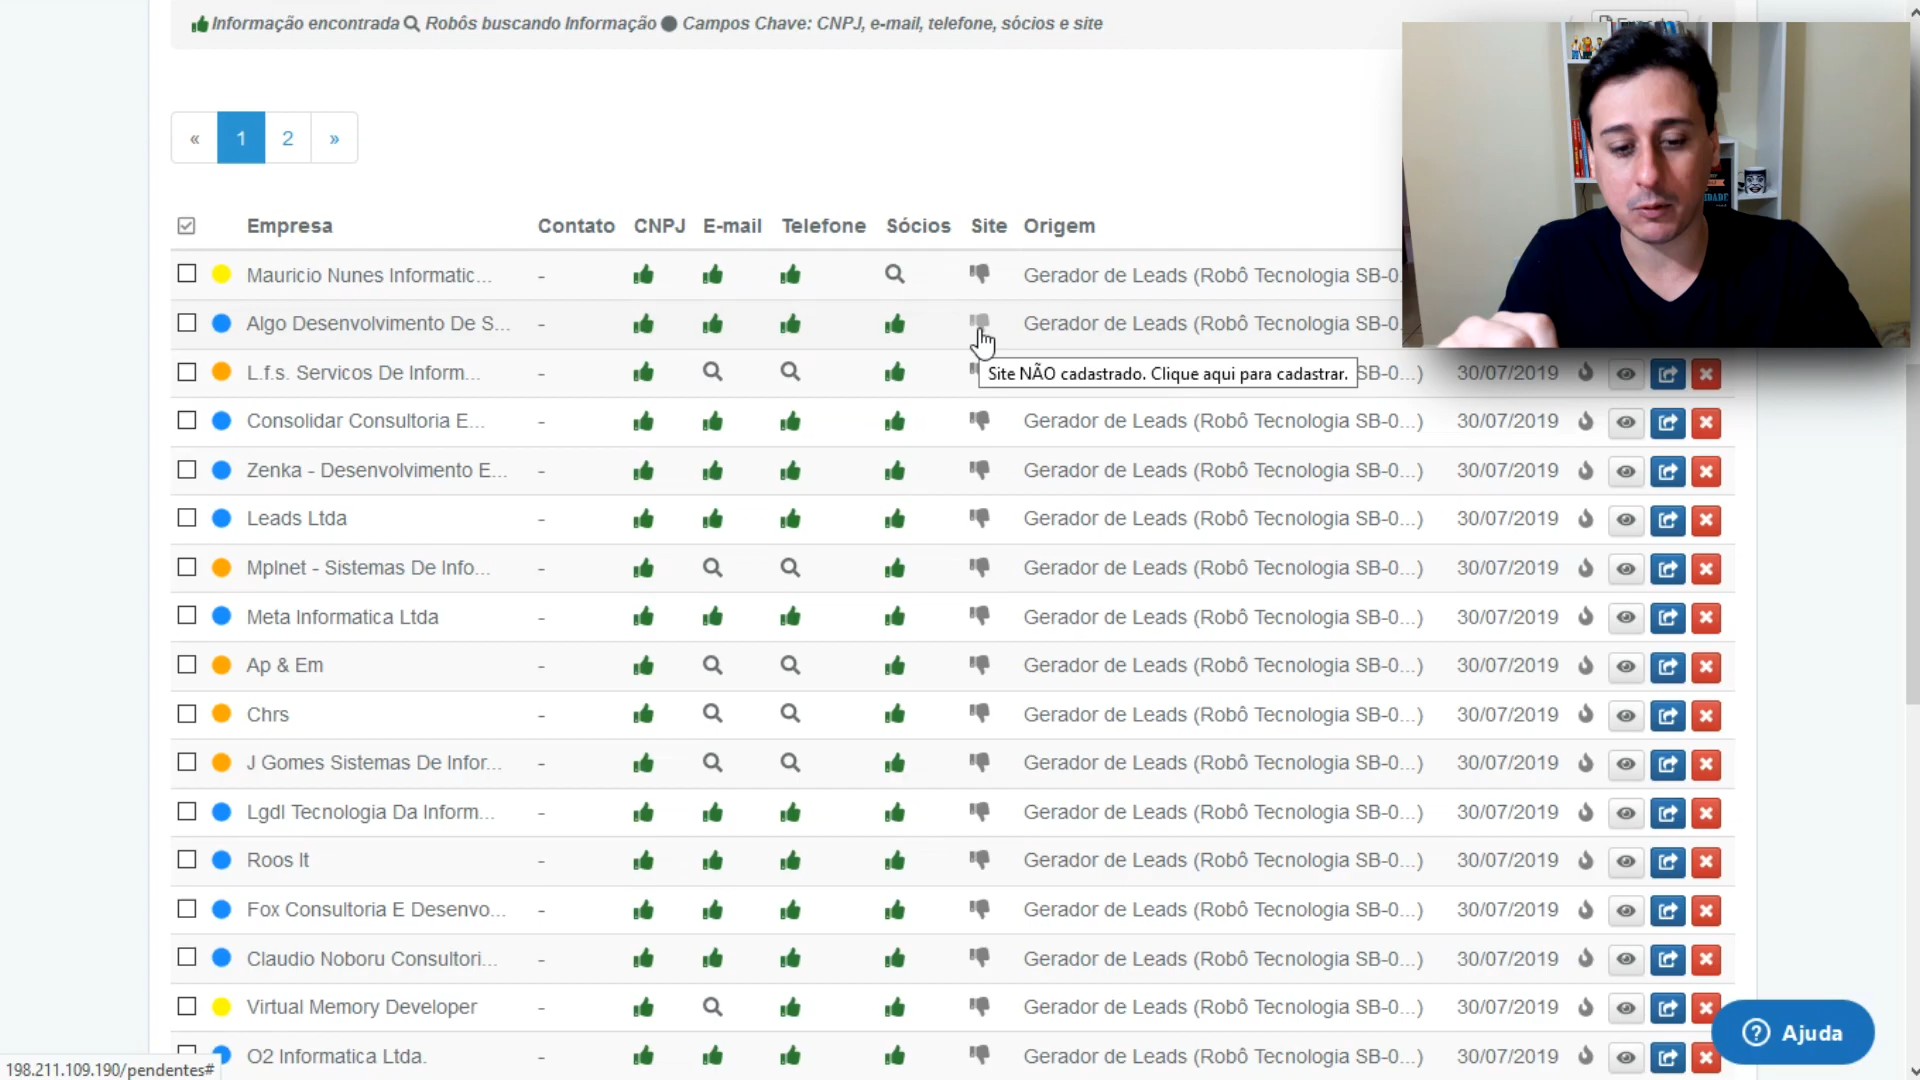 Informação encontrada Robôs buscando Informação Campos Chave: CNPJ, e-mail, telefone, sócios e site
« 1 2 »
Empresa Contato CNPJ E-mail Telefone Sócios Site Origem
Mauricio Nunes Informatic... - Gerador de Leads (Robô Tecnologia SB-0
Algo Desenvolvimento De S... - Gerador de Leads (Robô Tecnologia SB-0
L.f.s. Servicos De Inform... - SB-0...) 30/07/2019
Site NÃO cadastrado. Clique aqui para cadastrar.
Consolidar Consultoria E... - Gerador de Leads (Robô Tecnologia SB-0...) 30/07/2019
Zenka - Desenvolvimento E... - Gerador de Leads (Robô Tecnologia SB-0...) 30/07/2019
Leads Ltda - Gerador de Leads (Robô Tecnologia SB-0...) 30/07/2019
Mplnet - Sistemas De Info... - Gerador de Leads (Robô Tecnologia SB-0...) 30/07/2019
Meta Informatica Ltda - Gerador de Leads (Robô Tecnologia SB-0...) 30/07/2019
Ap & Em - Gerador de Leads (Robô Tecnologia SB-0...) 30/07/2019
Chrs - Gerador de Leads (Robô Tecnologia SB-0...) 30/07/2019
J Gomes Sistemas De Infor... - Gerador de Leads (Robô Tecnologia SB-0...) 30/07/2019
Lgdl Tecnologia Da Inform... - Gerador de Leads (Robô Tecnologia SB-0...) 30/07/2019
Roos It - Gerador de Leads (Robô Tecnologia SB-0...) 30/07/2019
Fox Consultoria E Desenvo... - Gerador de Leads (Robô Tecnologia SB-0...) 30/07/2019
Claudio Noboru Consultori... - Gerador de Leads (Robô Tecnologia SB-0...) 30/07/2019
Virtual Memory Developer - Gerador de Leads (Robô Tecnologia SB-0...) 30/07/2019
O2 Informatica Ltda. - Gerador de Leads (Robô Tecnologia SB-0...) 30/07/2019
Ajuda
198.211.109.190/pendentes#